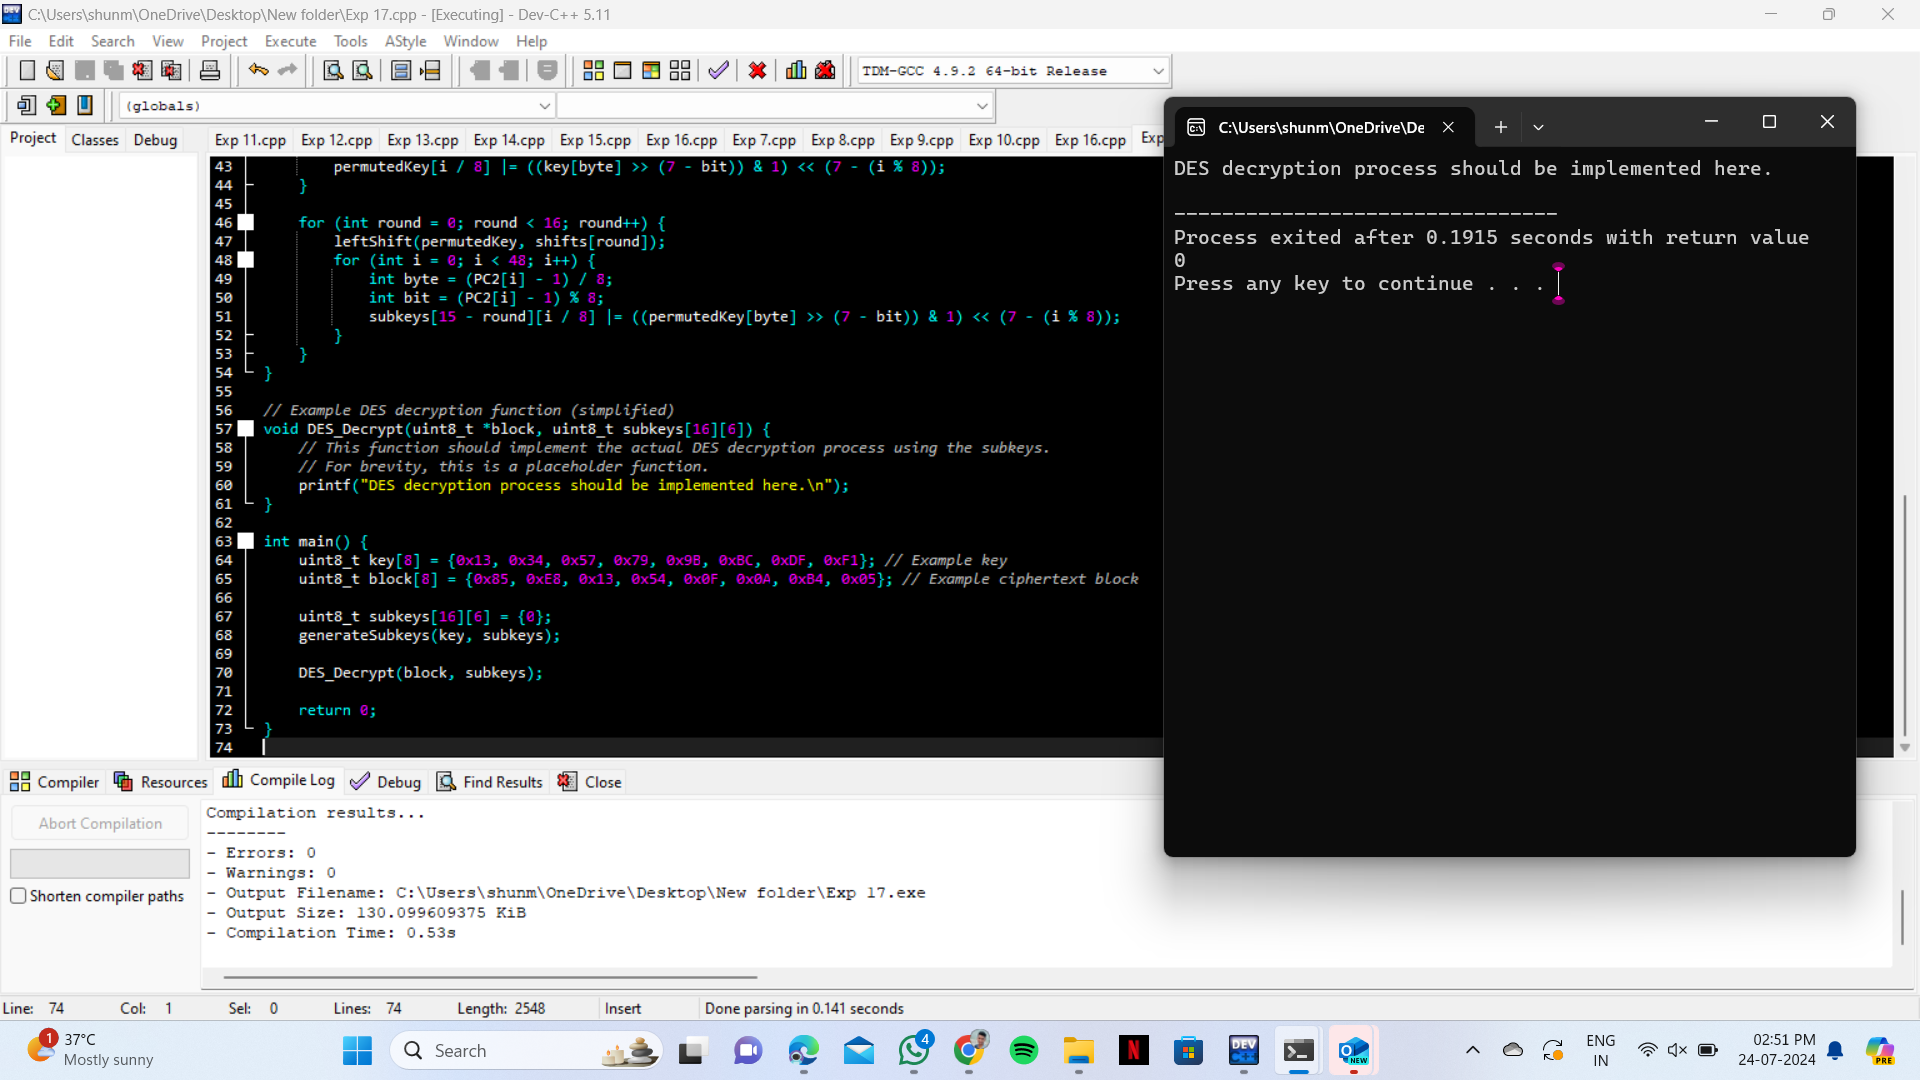 C:\Users\shunm\OneDrive\Desktop\New folder\Exp 17.cpp - [Executing] - Dev-C++ 5.11
File Edit Search View Project Execute Tools AStyle Window Help
TDM-GCC 4.9.2 64-bit Release
(globals)
Project Classes Debug
Exp 11.cpp Exp 12.cpp Exp 13.cpp Exp 14.cpp Exp 15.cpp Exp 16.cpp Exp 7.cpp Exp 8.cpp Exp 9.cpp Exp 10.cpp Exp 16.cpp Exp
43 permutedKey[i / 8] |= ((key[byte] >> (7 - bit)) & 1) << (7 - (i % 8));
44 }
45
46 for (int round = 0; round < 16; round++) {
47 leftShift(permutedKey, shifts[round]);
48 for (int i = 0; i < 48; i++) {
49 int byte = (PC2[i] - 1) / 8;
50 int bit = (PC2[i] - 1) % 8;
51 subkeys[15 - round][i / 8] |= ((permutedKey[byte] >> (7 - bit)) & 1) << (7 - (i % 8));
52 }
53 }
54 }
55
56 // Example DES decryption function (simplified)
57 void DES_Decrypt(uint8_t *block, uint8_t subkeys[16][6]) {
58 // This function should implement the actual DES decryption process using the subkeys.
59 // For brevity, this is a placeholder function.
60 printf("DES decryption process should be implemented here.\n");
61 }
62
63 int main() {
64 uint8_t key[8] = {0x13, 0x34, 0x57, 0x79, 0x9B, 0xBC, 0xDF, 0xF1}; // Example key
65 uint8_t block[8] = {0x85, 0xE8, 0x13, 0x54, 0x0F, 0x0A, 0xB4, 0x05}; // Example ciphertext block
66
67 uint8_t subkeys[16][6] = {0};
68 generateSubkeys(key, subkeys);
69
70 DES_Decrypt(block, subkeys);
71
72 return 0;
73 }
74
C:\Users\shunm\OneDrive\De
DES decryption process should be implemented here.
--------------------------------
Process exited after 0.1915 seconds with return value
0
Press any key to continue . . .
Compiler Resources Compile Log Debug Find Results Close
Abort Compilation
Shorten compiler paths
Compilation results...
--------
- Errors: 0
- Warnings: 0
- Output Filename: C:\Users\shunm\OneDrive\Desktop\New folder\Exp 17.exe
- Output Size: 130.099609375 KiB
- Compilation Time: 0.53s
Line: 74 Col: 1 Sel: 0 Lines: 74 Length: 2548 Insert Done parsing in 0.141 seconds
1
37°C
Mostly sunny
Search
4
N
DEV
NEW
ENG
IN
02:51 PM
24-07-2024
PRE